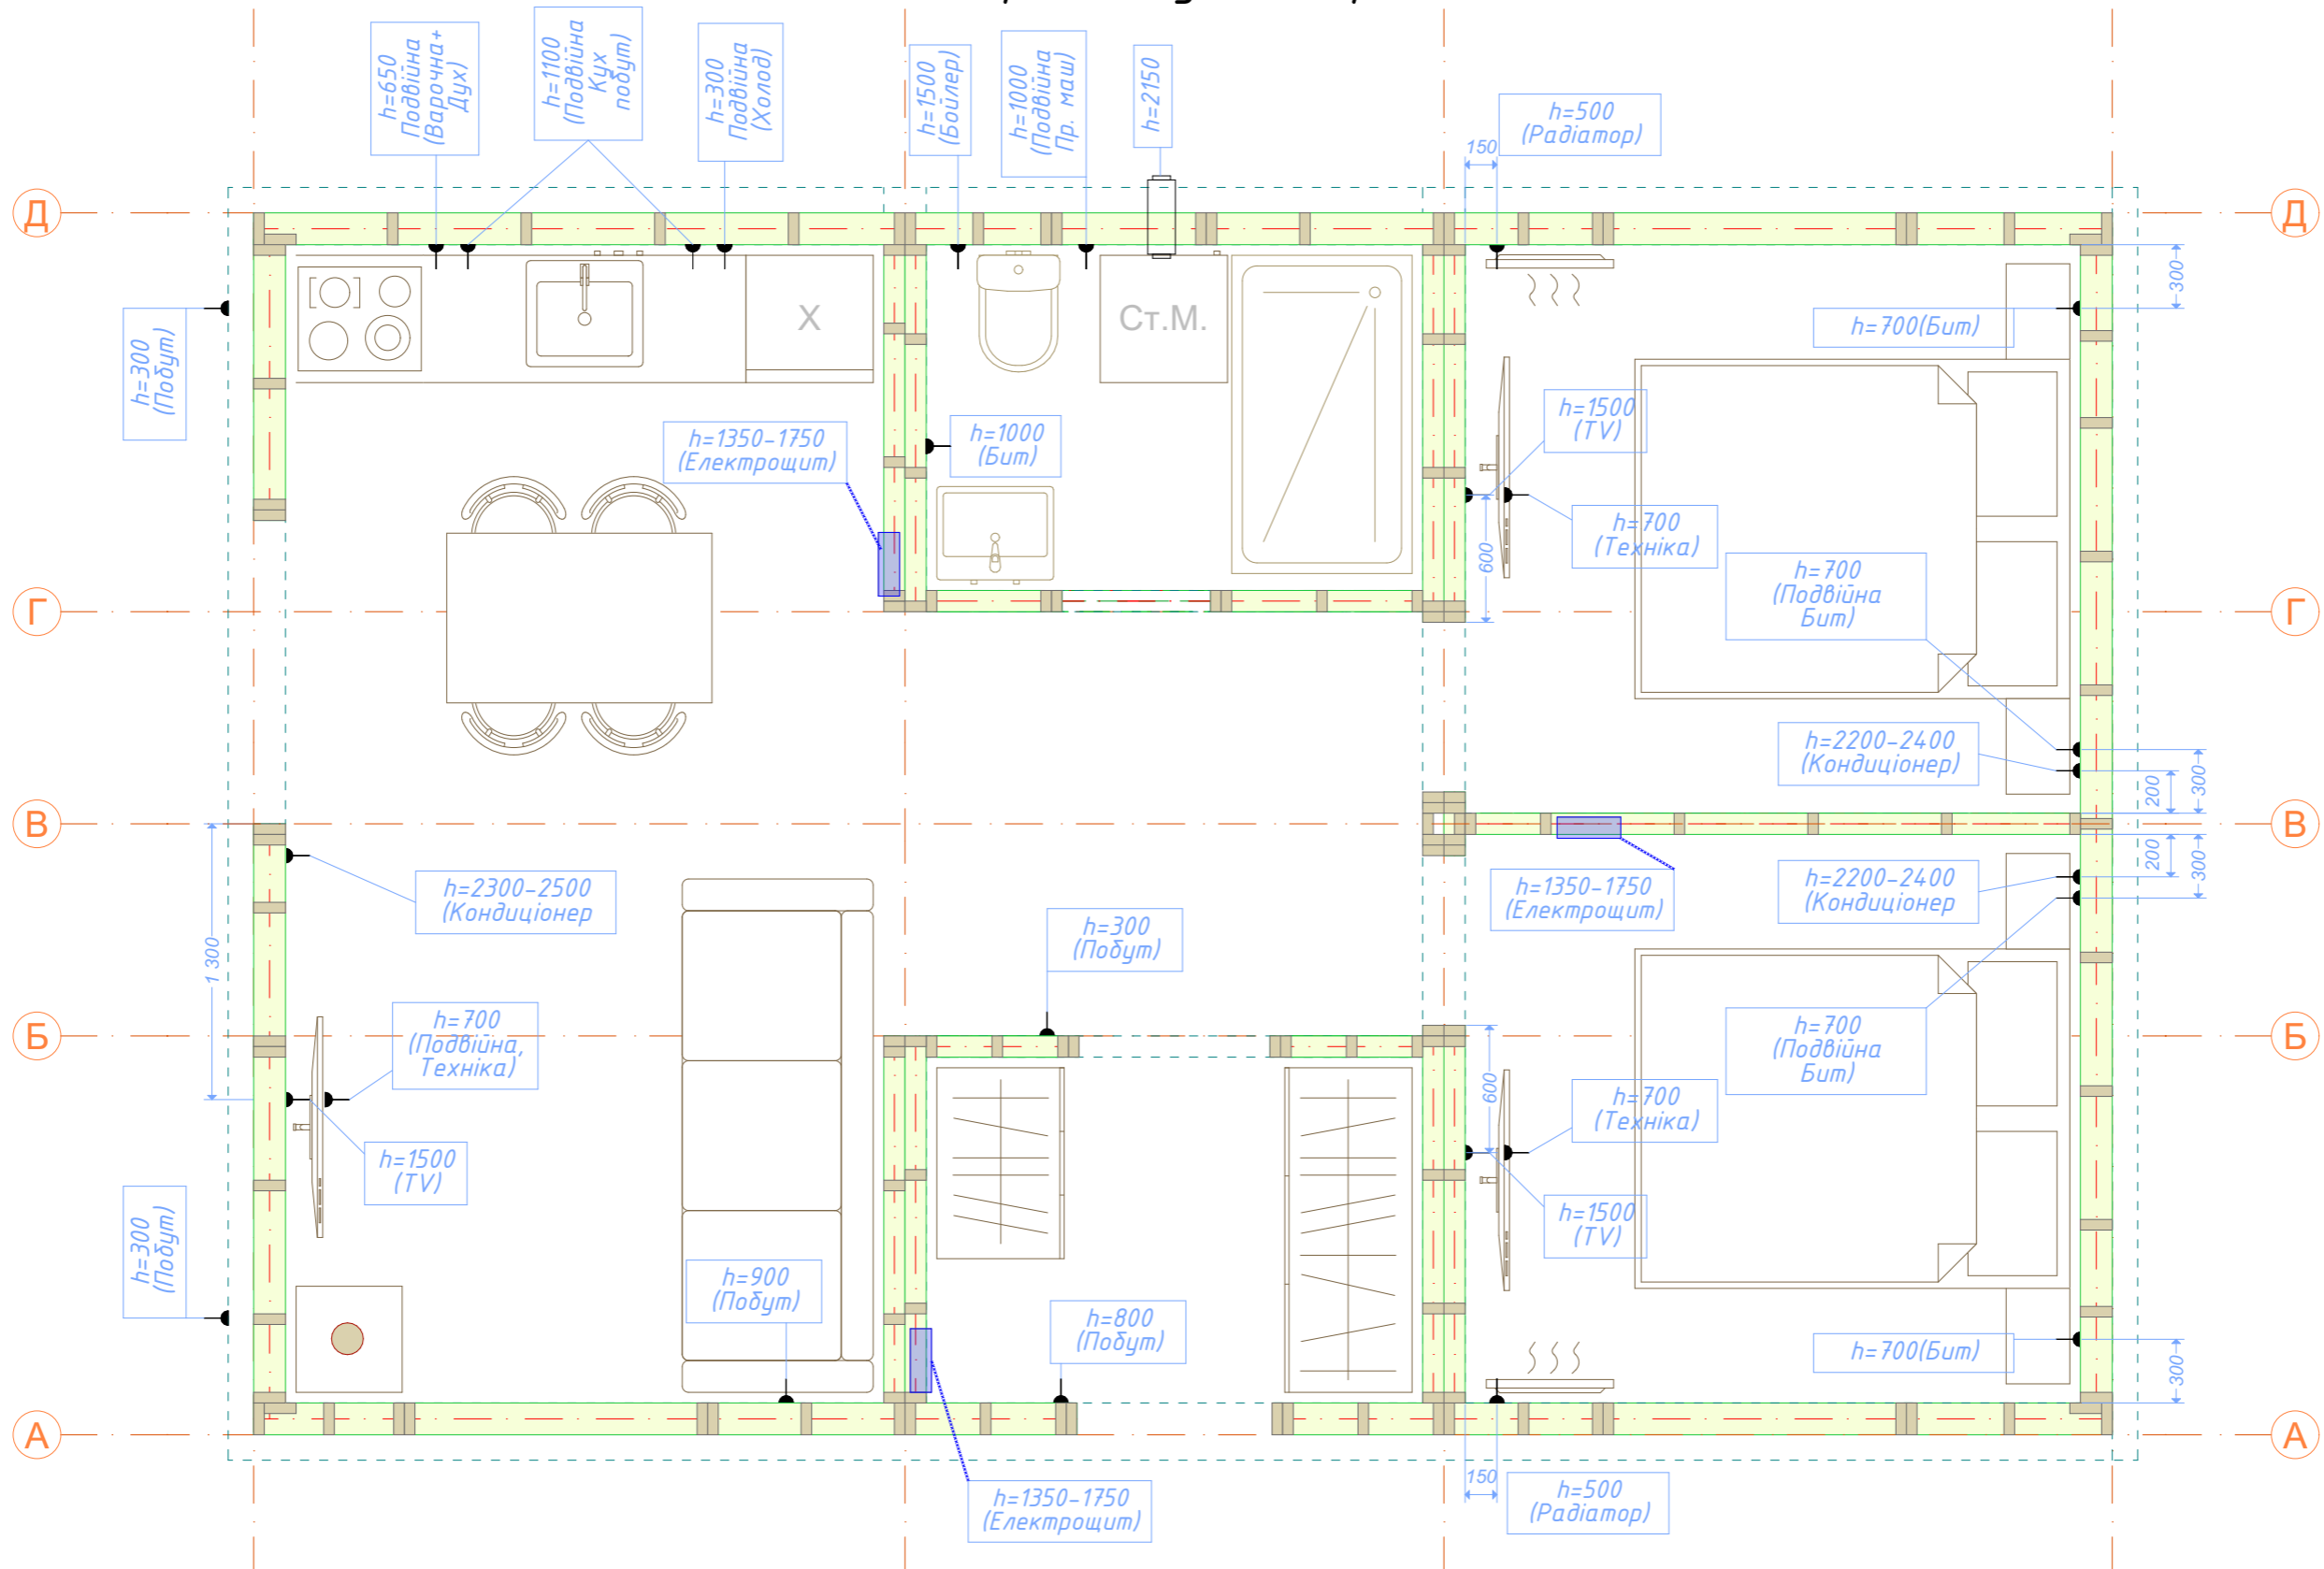 h=650
Подвійна
(Варочна+
Дух)
h=1100
(Подвійна
Кух
побут)
h=300
Подвійна
(Холод)
h=1500
(Бойлер)
h=1000
(Подвійна
Пр. маш)
h=2150
h=500
(Радіатор)
150
Д
Д
300
h=300
(Побут)
X
Ст.М.
h=700(Бит)
h=1350-1750
(Електрощит)
h=1000
(Бит)
h=1500
(TV)
h=700
(Техніка)
600
h=700
(Подвійна
Бит)
Г
Г
h=2200-2400
(Кондиціонер)
200
300
В
В
h=2300-2500
(Кондиціонер
h=1350-1750
(Електрощит)
h=2200-2400
(Кондиціонер
200
300
1 300
h=300
(Побут)
h=700
(Подвійна,
Техніка)
h=700
(Подвійна
Бит)
Б
Б
600
h=700
(Техніка)
h=1500
(TV)
h=1500
(TV)
h=300
(Побут)
h=900
(Побут)
h=800
(Побут)
h=700(Бит)
300
А
А
150
h=1350-1750
(Електрощит)
h=500
(Радіатор)